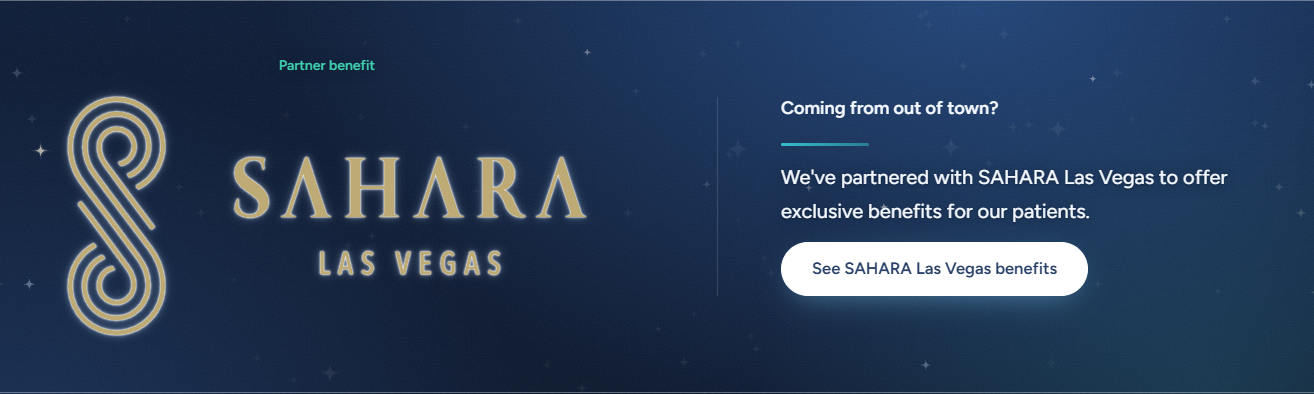 Partner benefit
SAHARA
LAS VEGAS
Coming from out of town?
We've partnered with SAHARA Las Vegas to offer
exclusive benefits for our patients.
See SAHARA Las Vegas benefits